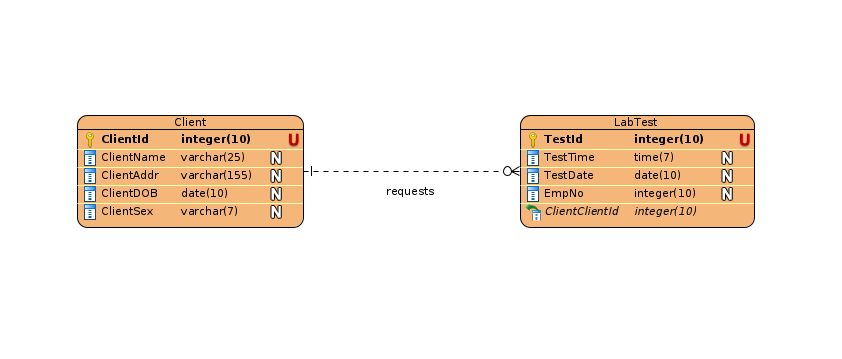 Client
ClientId integer(10) U
ClientName varchar(25) N
ClientAddr varchar(155) N
ClientDOB date(10) N
ClientSex varchar(7) N
requests
LabTest
TestId integer(10) U
TestTime time(7) N
TestDate date(10) N
EmpNo integer(10) N
ClientClientId integer(10)